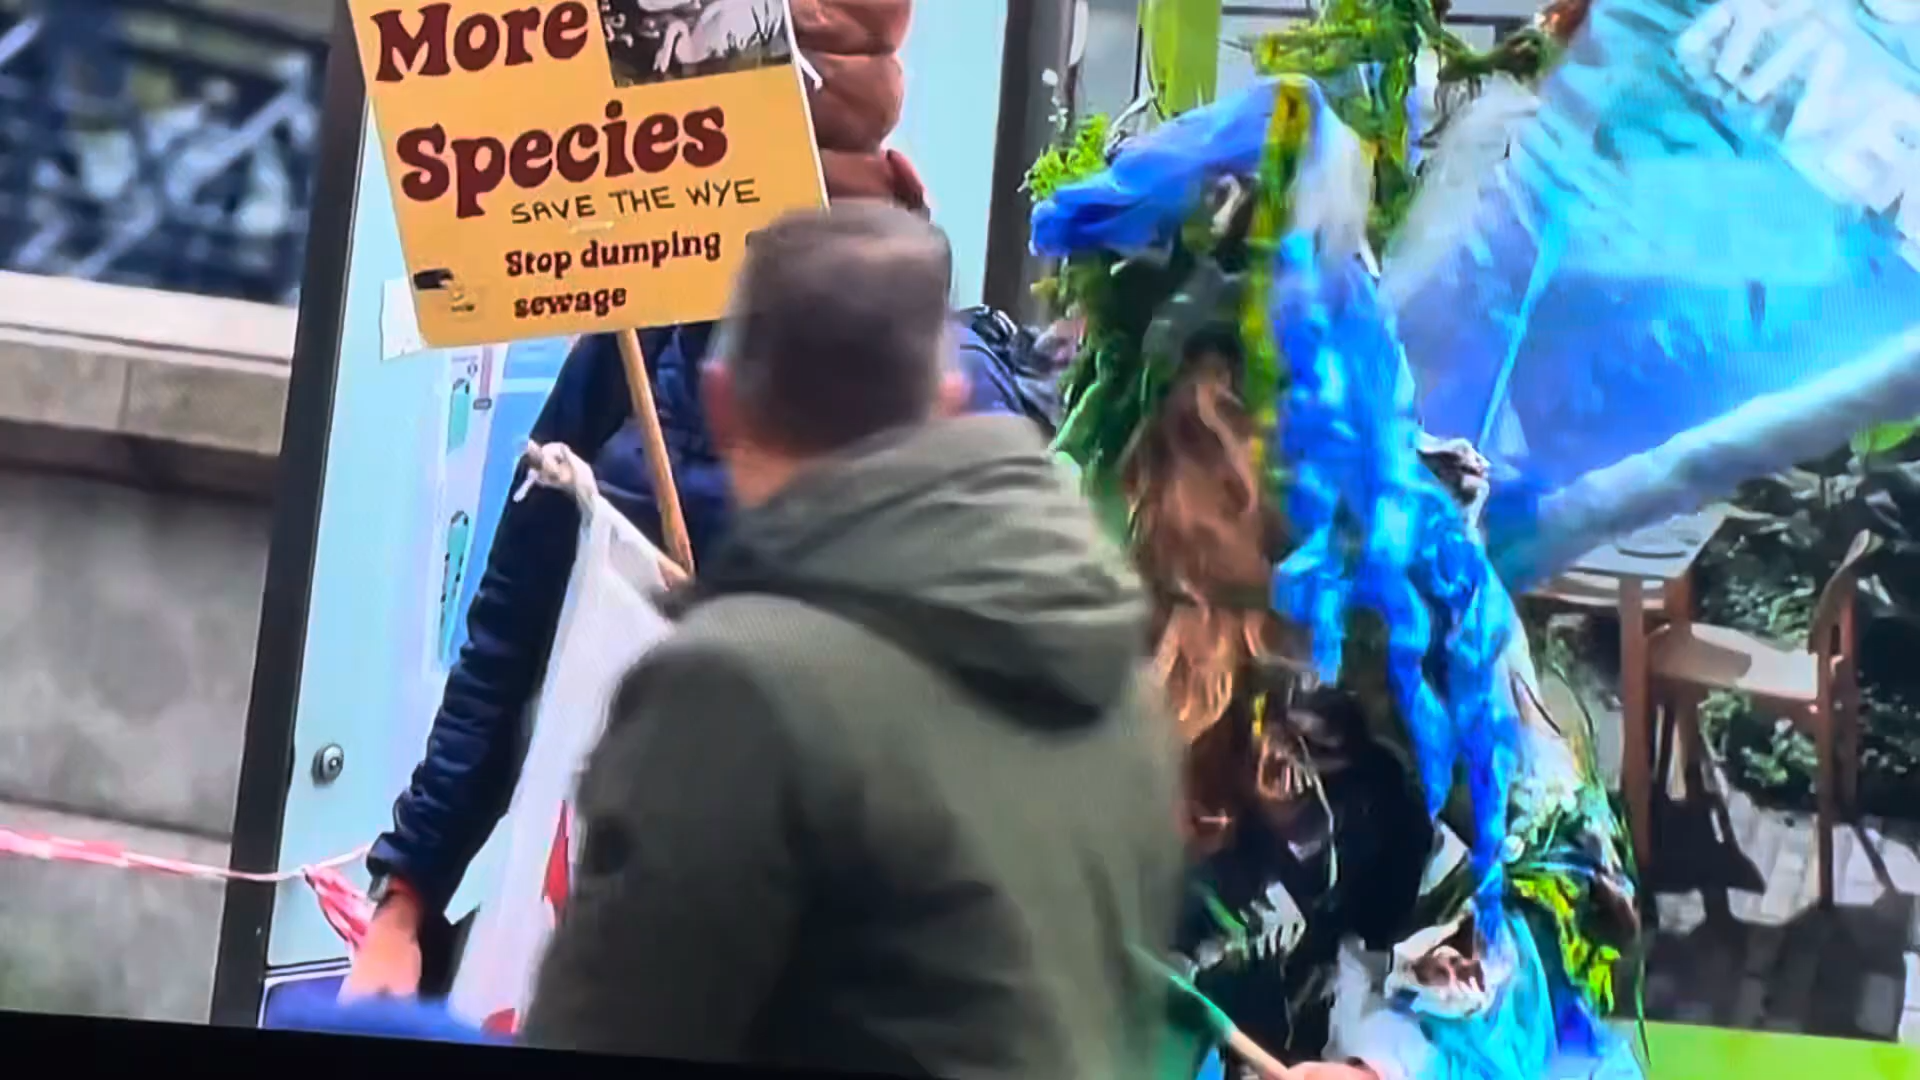 More
Species
SAVE THE WYE
Stop dumping
sewage